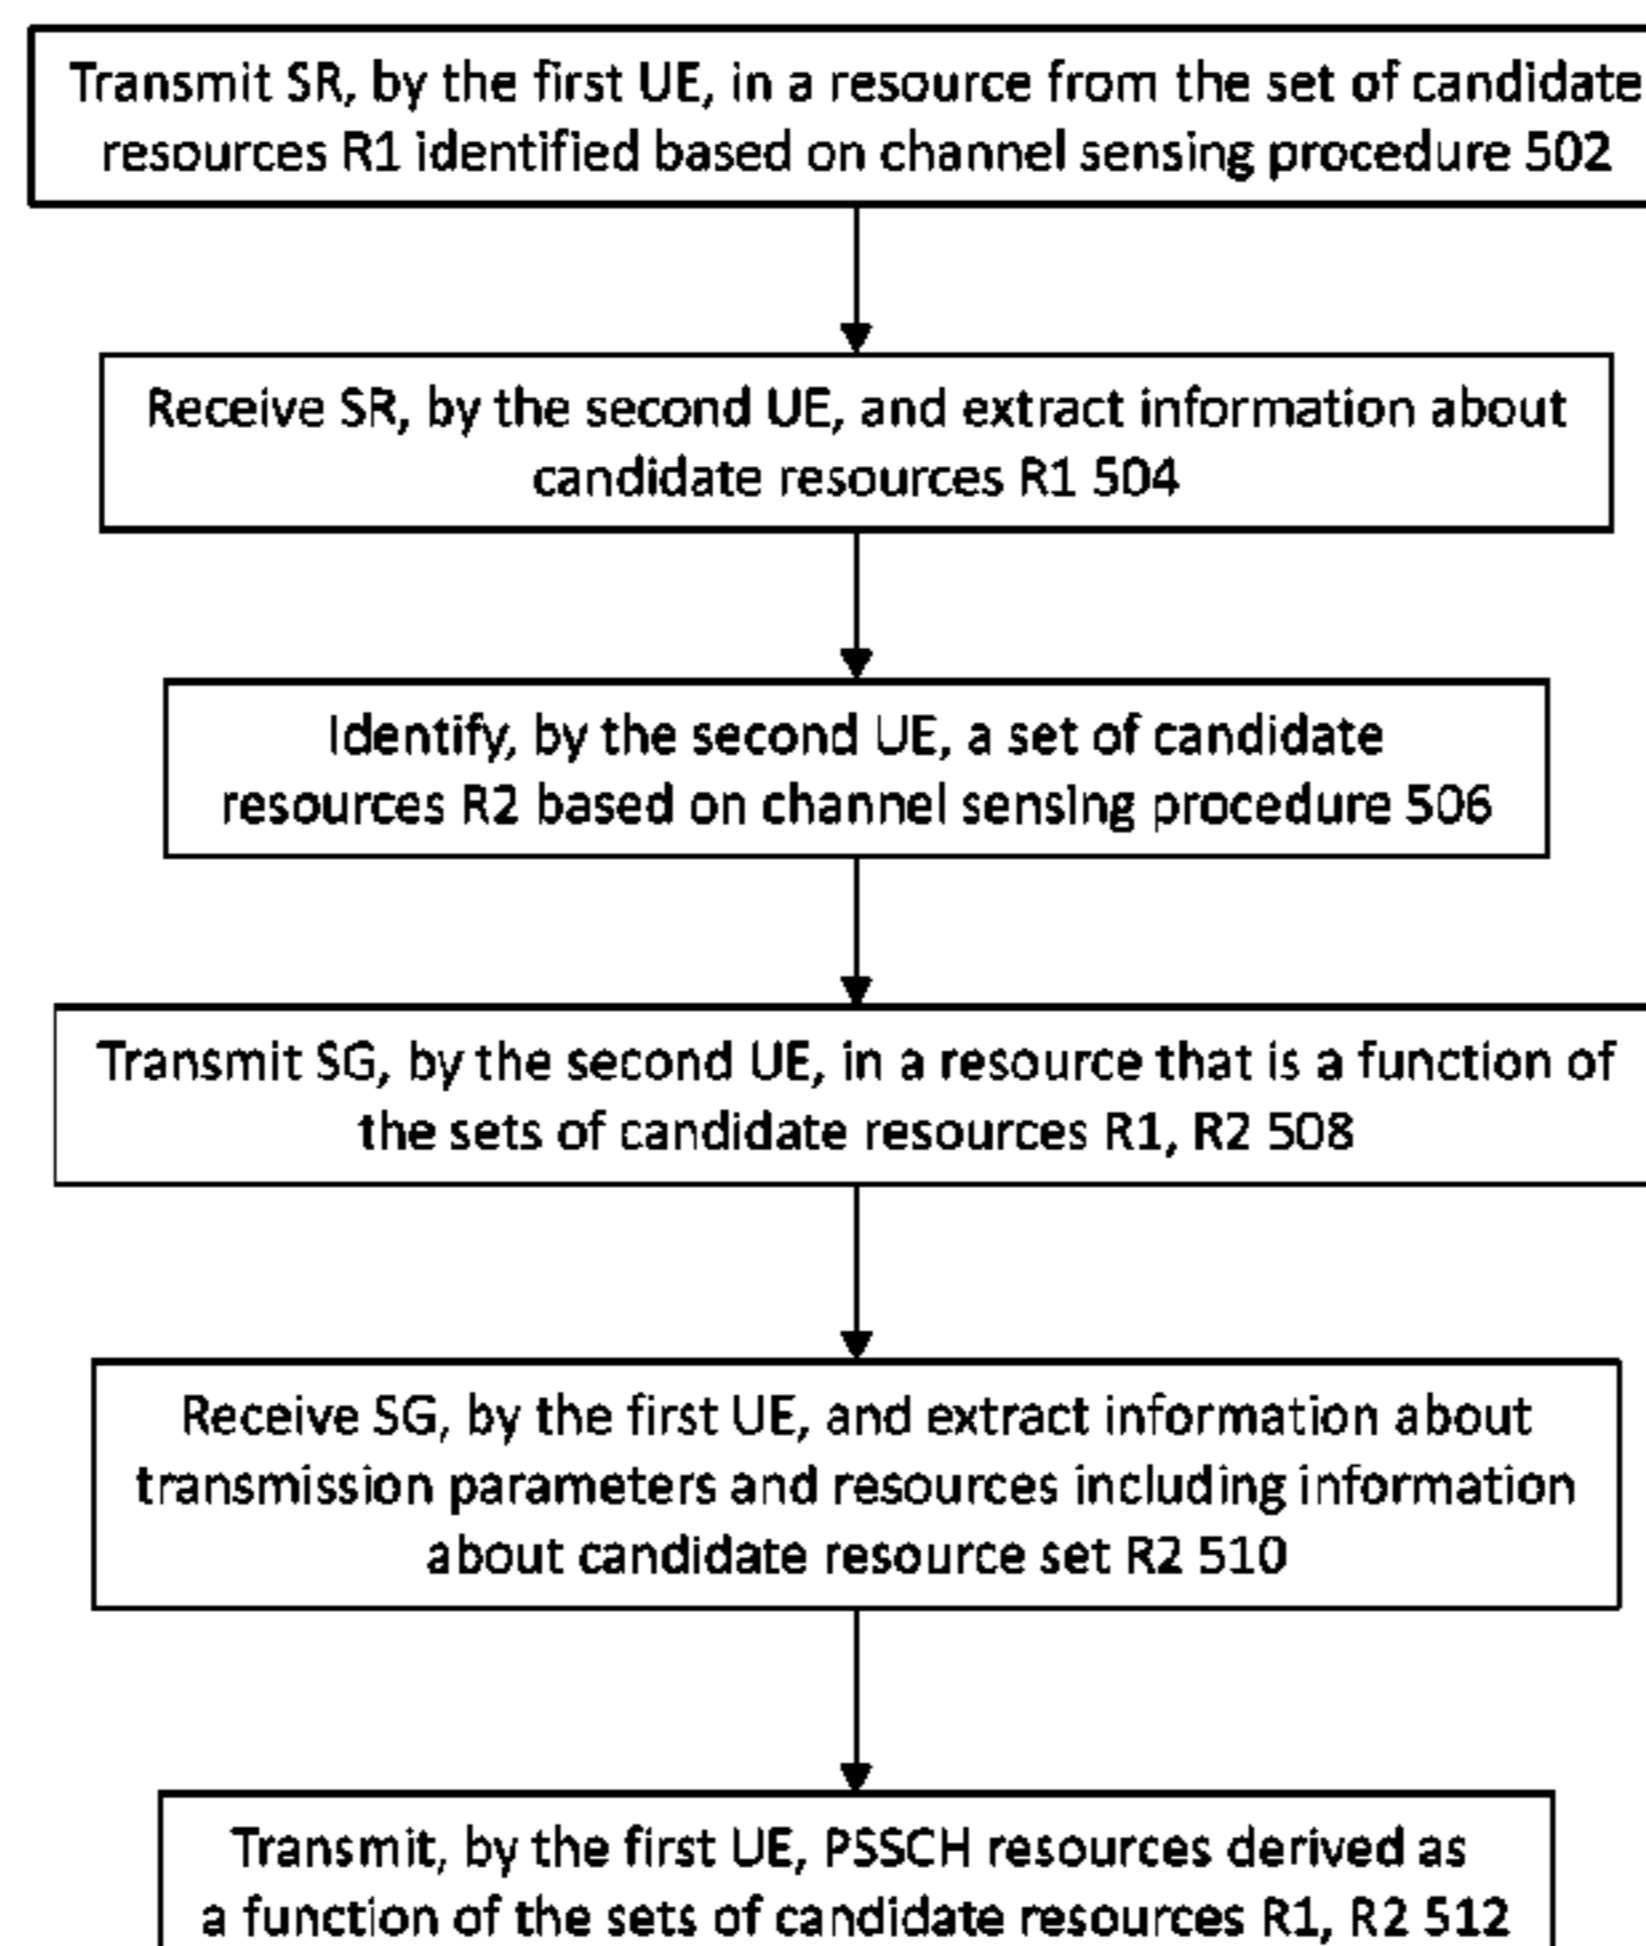 Transmit SR, by the first UE, in a resource from the set of candidate
resources R1 identified based on channel sensing procedure 502
Receive SR, by the second UE, and extract information about
candidate resources R1 504
Identify, by the second UE, a set of candidate
resources R2 based on channel sensing procedure 506
Transmit SG, by the second UE, in a resource that is a function of
the sets of candidate resources R1, R2 508
Receive SG, by the first UE, and extract information about
transmission parameters and resources including information
about candidate resource set R2 510
Transmit, by the first UE, PSSCH resources derived as
a function of the sets of candidate resources R1, R2 512